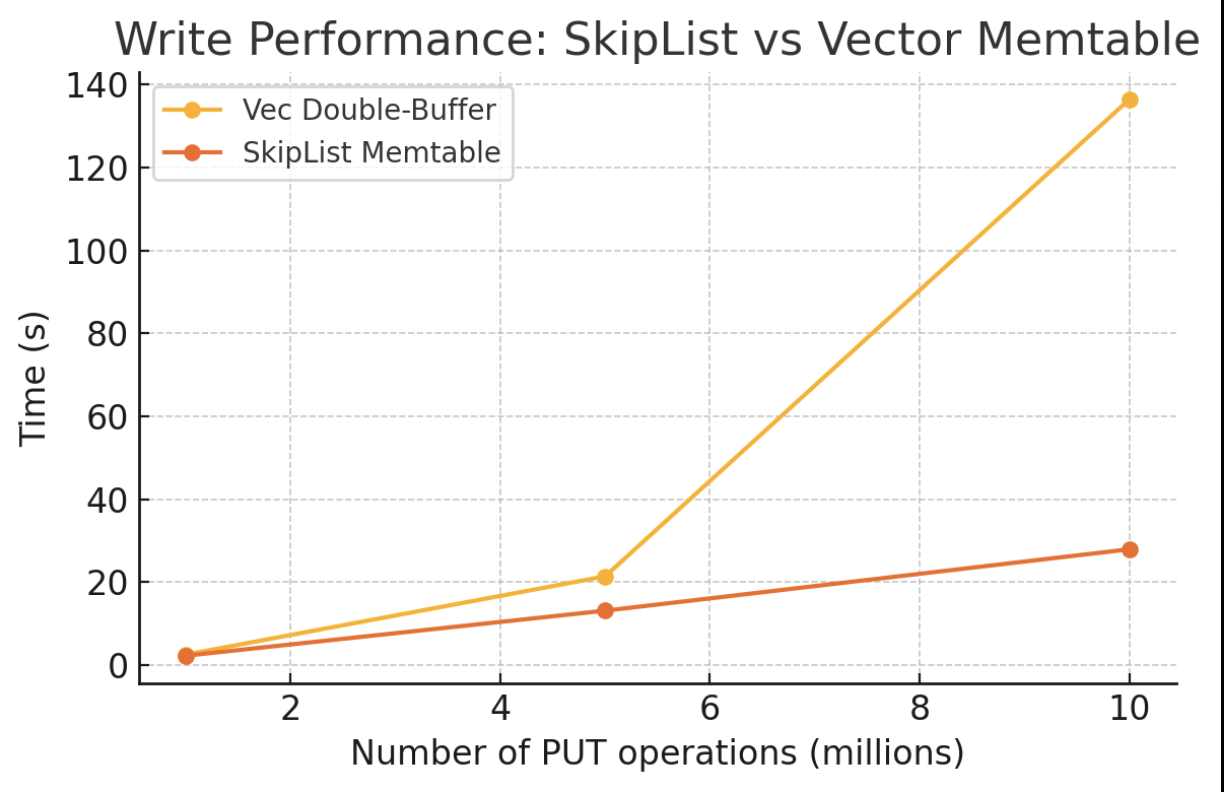 Write Performance: SkipList vs Vector Memtable
140
120
100
80
60
40
20
0
Time (s)
Vec Double-Buffer
SkipList Memtable
2
4
6
8
10
Number of PUT operations (millions)